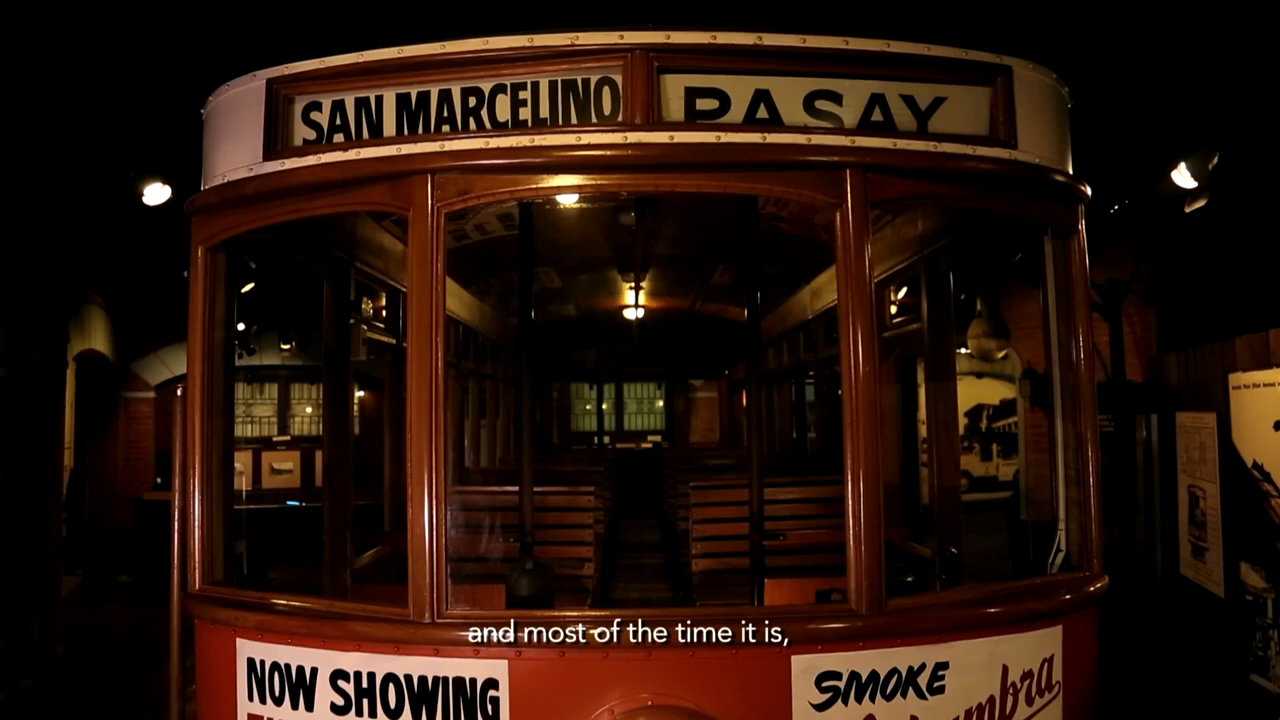 SAN MARCELINO
PASAY
and most of the time it is,
NOW SHOWING
SMOKE